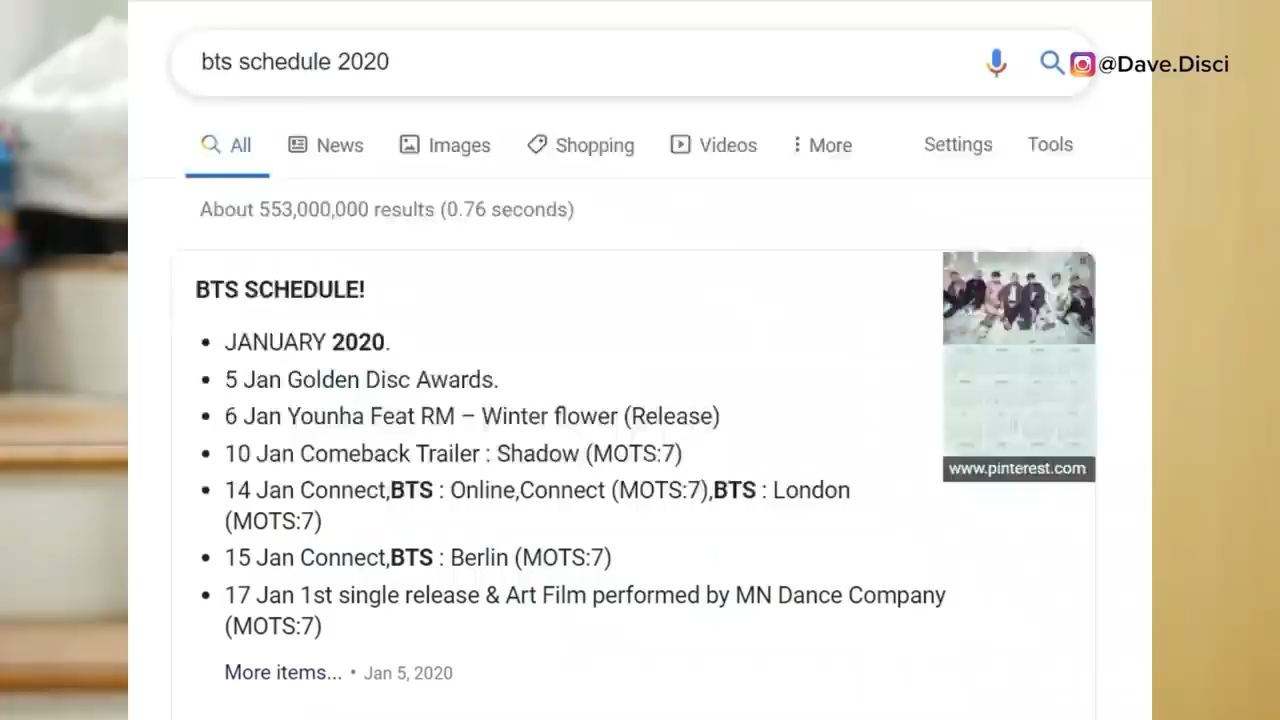 bts schedule 2020
@Dave.Disci
All News Images Shopping Videos More Settings Tools
About 553,000,000 results (0.76 seconds)
BTS SCHEDULE!
• JANUARY 2020.
• 5 Jan Golden Disc Awards.
• 6 Jan Younha Feat RM – Winter flower (Release)
• 10 Jan Comeback Trailer : Shadow (MOTS:7)
• 14 Jan Connect,BTS : Online,Connect (MOTS:7),BTS : London
(MOTS:7)
• 15 Jan Connect,BTS : Berlin (MOTS:7)
• 17 Jan 1st single release & Art Film performed by MN Dance Company
(MOTS:7)
More items... • Jan 5, 2020
www.pinterest.com